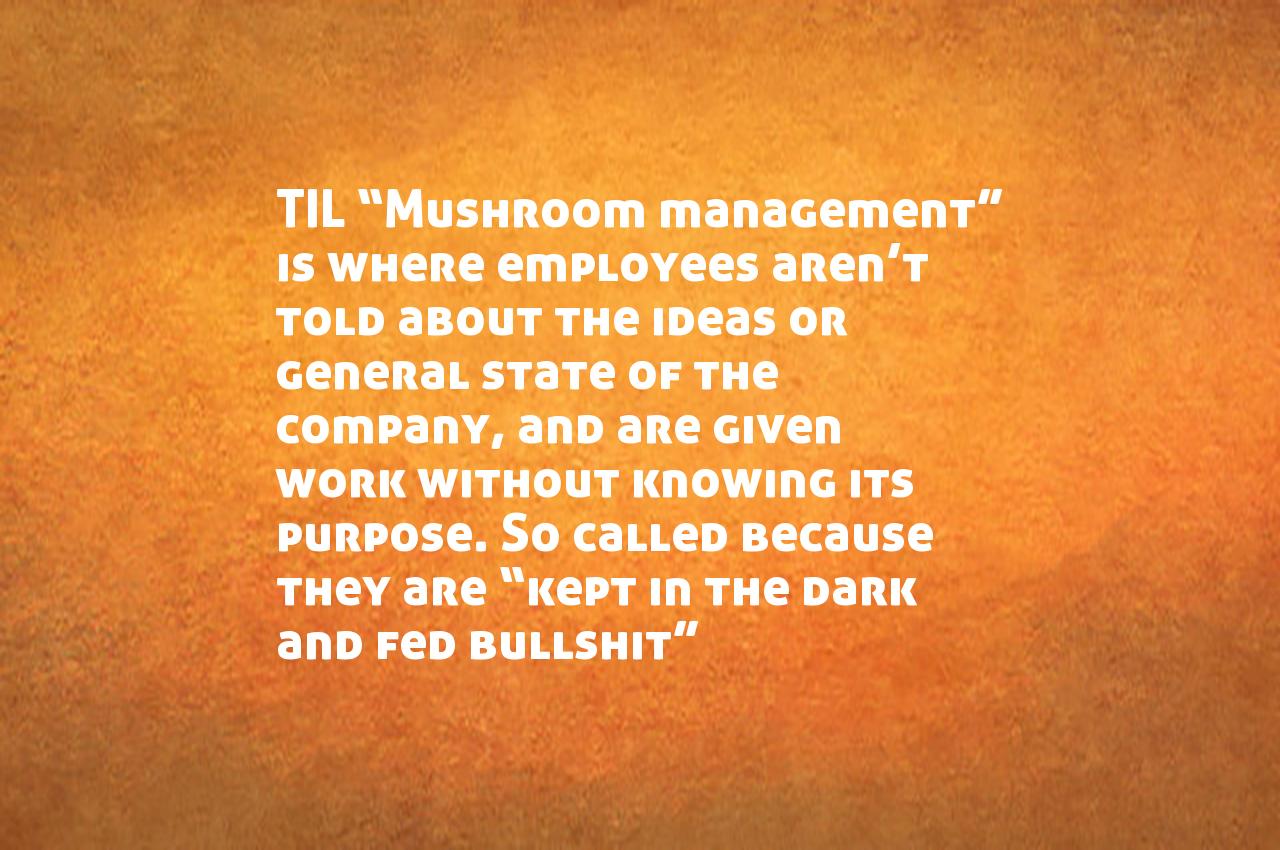 TIL “Mushroom management”
is where employees aren’t
told about the ideas or
general state of the
company, and are given
work without knowing its
purpose. So called because
they are “kept in the dark
and fed bullshit”